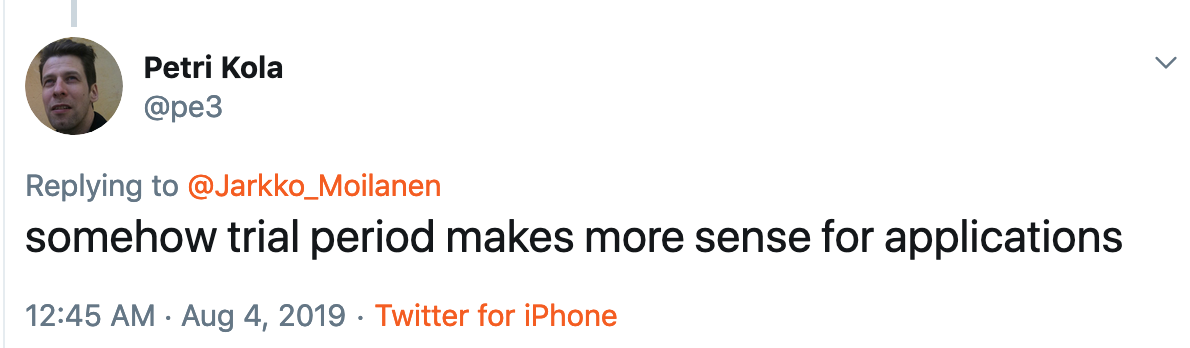 Petri Kola
@pe3
Replying to @Jarkko_Moilanen
somehow trial period makes more sense for applications
12:45 AM · Aug 4, 2019 · Twitter for iPhone